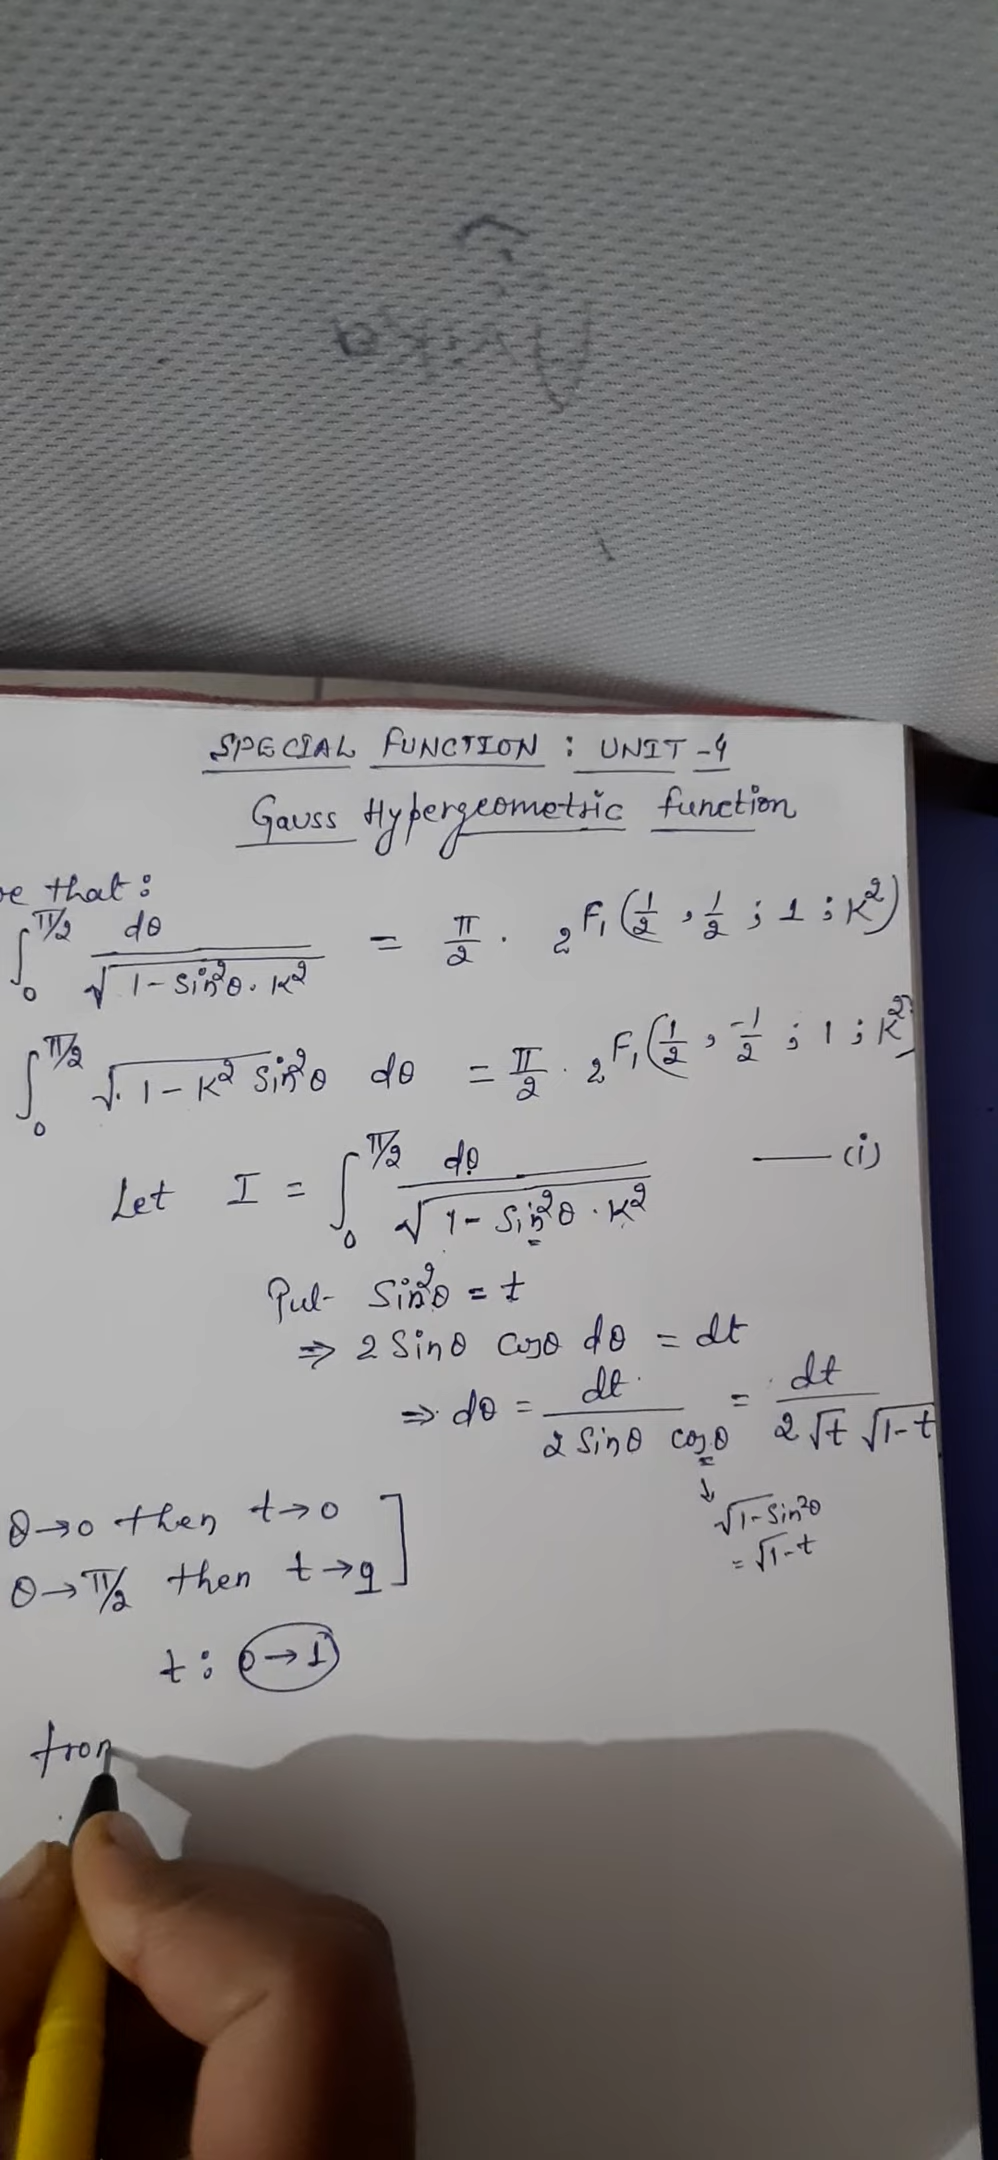 SPECIAL FUNCTION : UNIT-4
Gauss Hypergeometric function
that :
∫₀^π/2 dθ / √(1 - sin²θ . K²) = π/2 . ₂F₁(1/2 , 1/2 ; 1 ; K²)
∫₀^π/2 √(1 - K² sin²θ) dθ = π/2 . ₂F₁(1/2 , -1/2 ; 1 ; K²)
Let I = ∫₀^π/2 dθ / √(1 - sin²θ . K²) —— (i)
Put sin²θ = t
⇒ 2 sinθ cosθ dθ = dt
⇒ dθ = dt / (2 sinθ cosθ) = dt / (2 √t √(1-t))
↓
√(1-sin²θ)
= √(1-t)
θ→0 then t→0 ]
θ→π/2 then t→1
t : 0→1
from